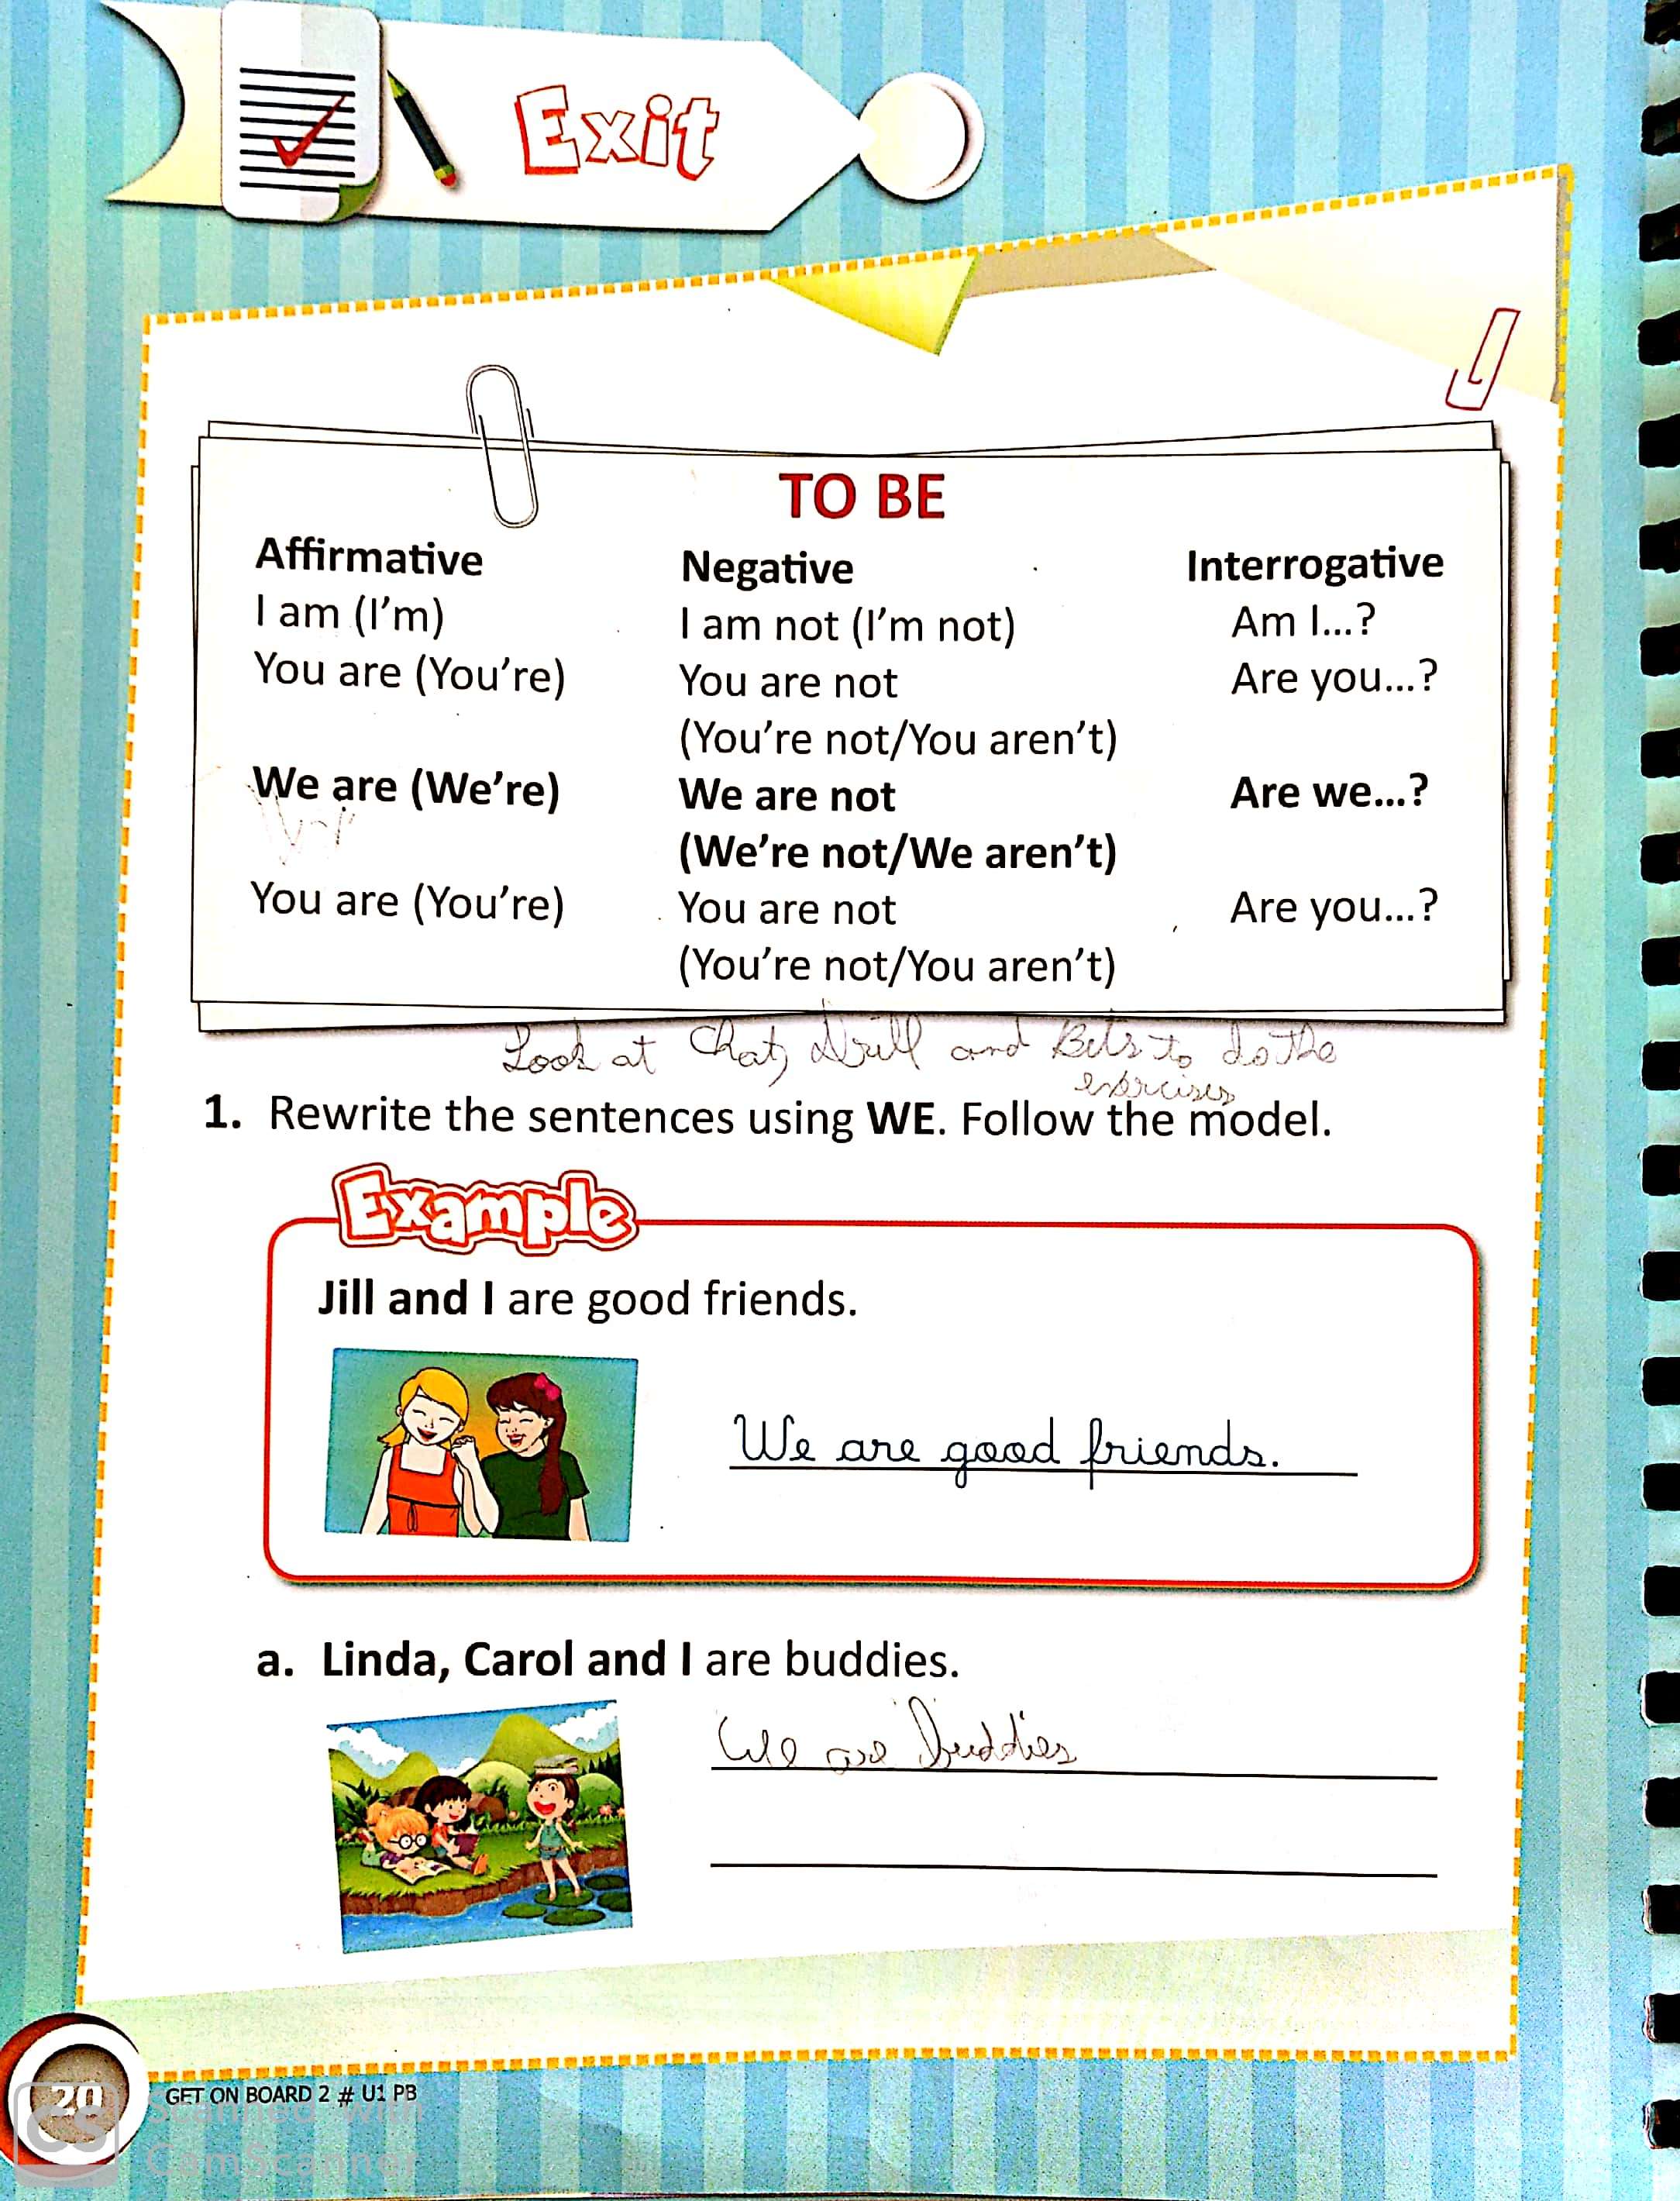 Exit
TO BE
Affirmative Negative Interrogative
I am (I'm) I am not (I'm not) Am I...?
You are (You're) You are not Are you...?
(You're not/You aren't)
We are (We're) We are not Are we...?
(We're not/We aren't)
You are (You're) You are not Are you...?
(You're not/You aren't)
Look at Chat, Drill and Bits to do the
exercises
1. Rewrite the sentences using WE. Follow the model.
Example
Jill and I are good friends.
We are good friends.
a. Linda, Carol and I are buddies.
We are buddies
20
GET ON BOARD 2 # U1 PB
CS
Scanned with
CamScanner